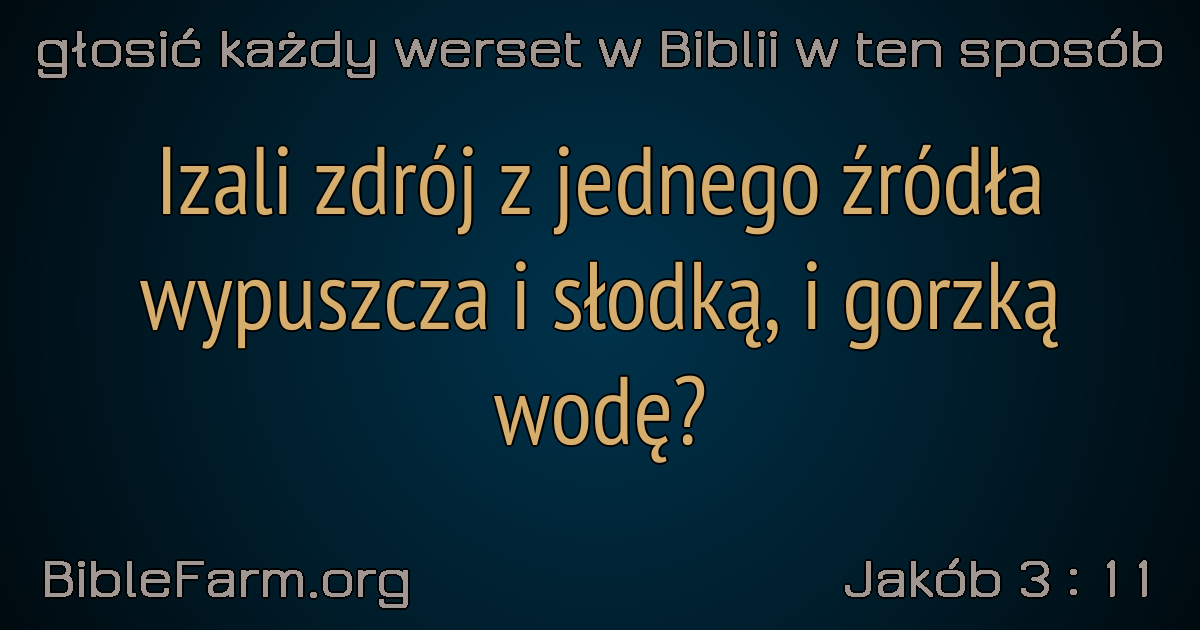 głosić każdy werset w Biblii w ten sposób
Izali zdrój z jednego źródła
wypuszcza i słodką, i gorzką
wodę?
BibleFarm.org
Jakób 3 : 11